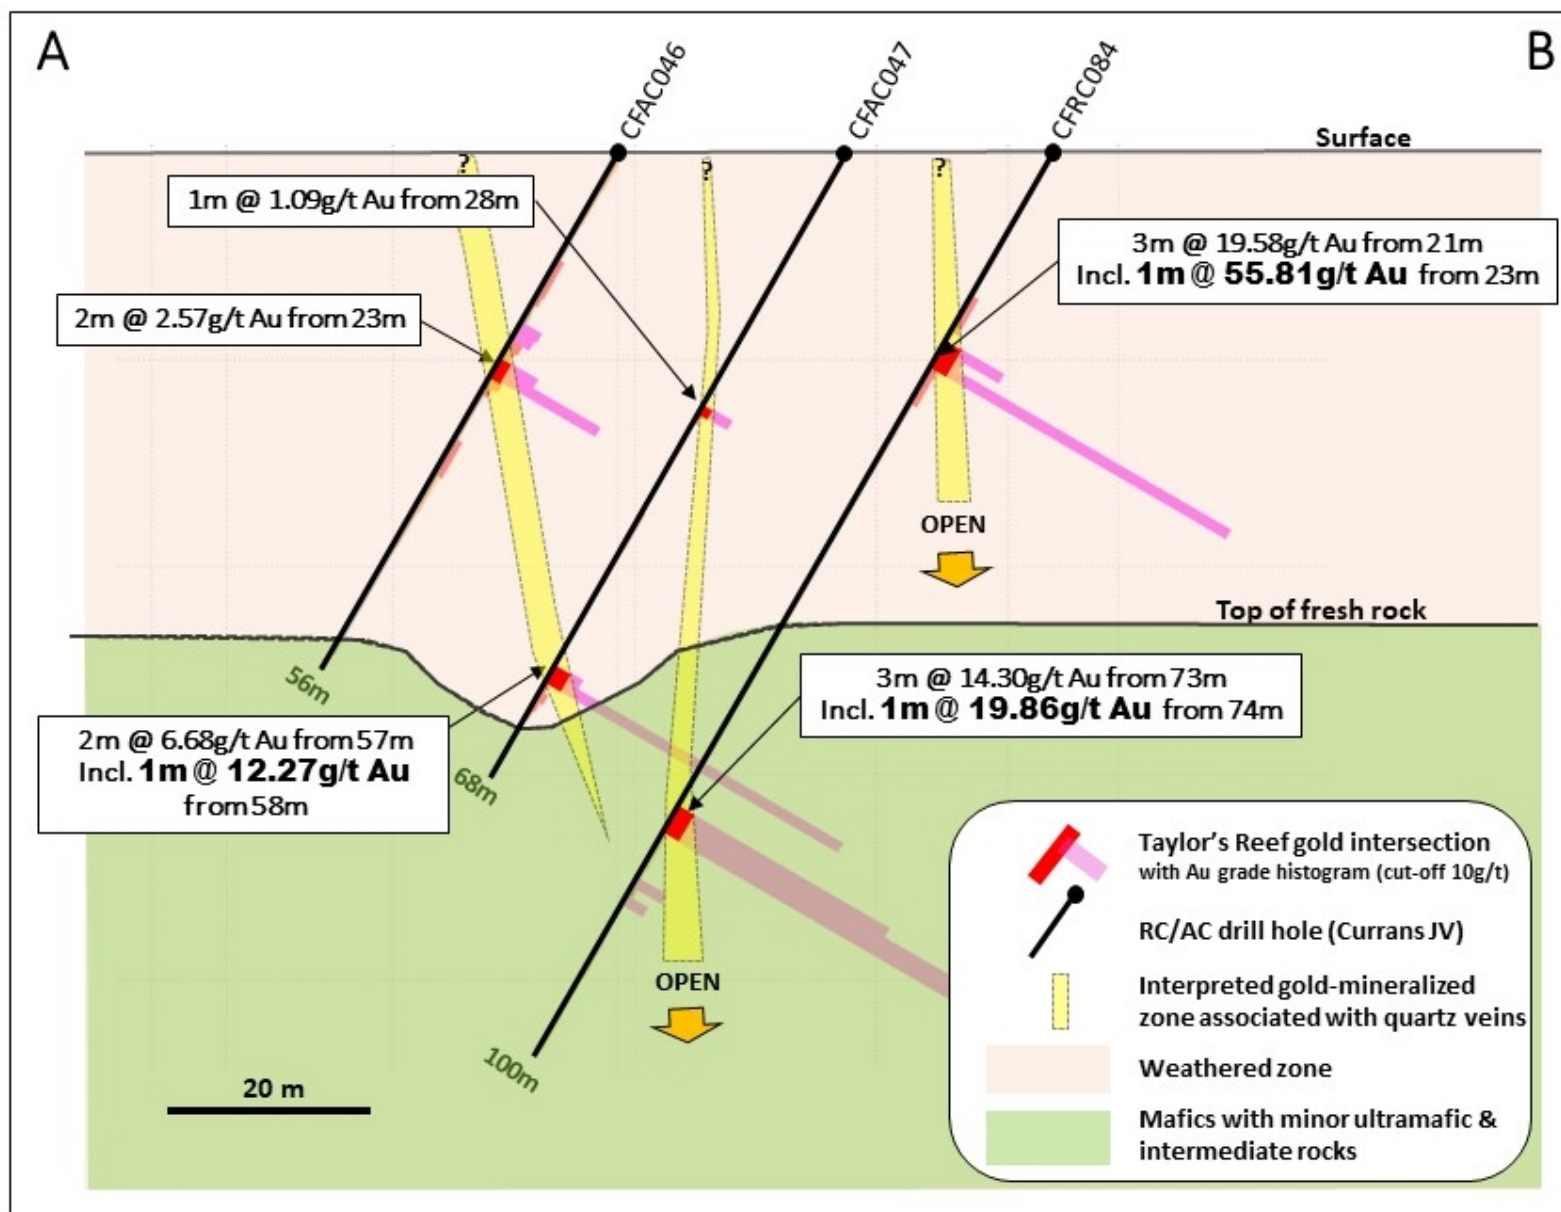 A
B
CFAC046
CFAC047
CFRC084
Surface
?
?
?
1m @ 1.09g/t Au from 28m
3m @ 19.58g/t Au from 21m
Incl. 1m @ 55.81g/t Au from 23m
2m @ 2.57g/t Au from 23m
OPEN
Top of fresh rock
56m
3m @ 14.30g/t Au from 73m
Incl. 1m @ 19.86g/t Au from 74m
2m @ 6.68g/t Au from 57m
Incl. 1m @ 12.27g/t Au
from 58m
68m
OPEN
100m
20 m
Taylor's Reef gold intersection
with Au grade histogram (cut-off 10g/t)
RC/AC drill hole (Currans JV)
Interpreted gold-mineralized
zone associated with quartz veins
Weathered zone
Mafics with minor ultramafic &
intermediate rocks